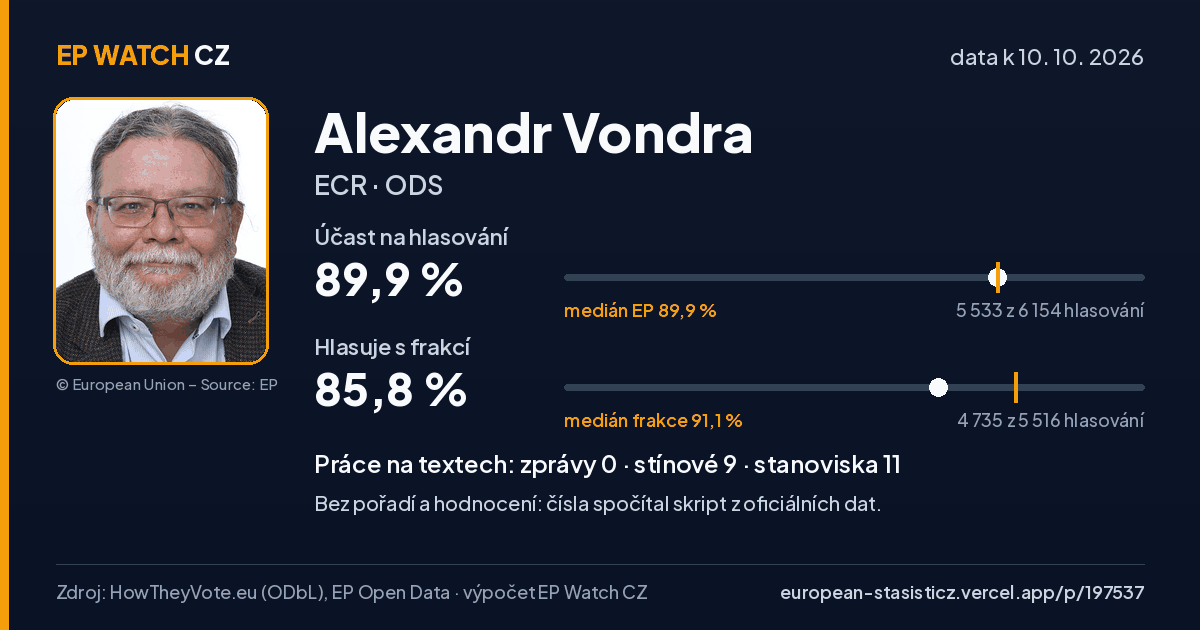 EP WATCH CZ
data k 10. 10. 2026
Alexandr Vondra
ECR · ODS
Účast na hlasování
89,9 %
medián EP 89,9 %
5 533 z 6 154 hlasování
Hlasuje s frakcí
85,8 %
medián frakce 91,1 %
4 735 z 5 516 hlasování
© European Union – Source: EP
Práce na textech: zprávy 0 · stínové 9 · stanoviska 11
Bez pořadí a hodnocení: čísla spočítal skript z oficiálních dat.
Zdroj: HowTheyVote.eu (ODbL), EP Open Data · výpočet EP Watch CZ
european-stasisticz.vercel.app/p/197537